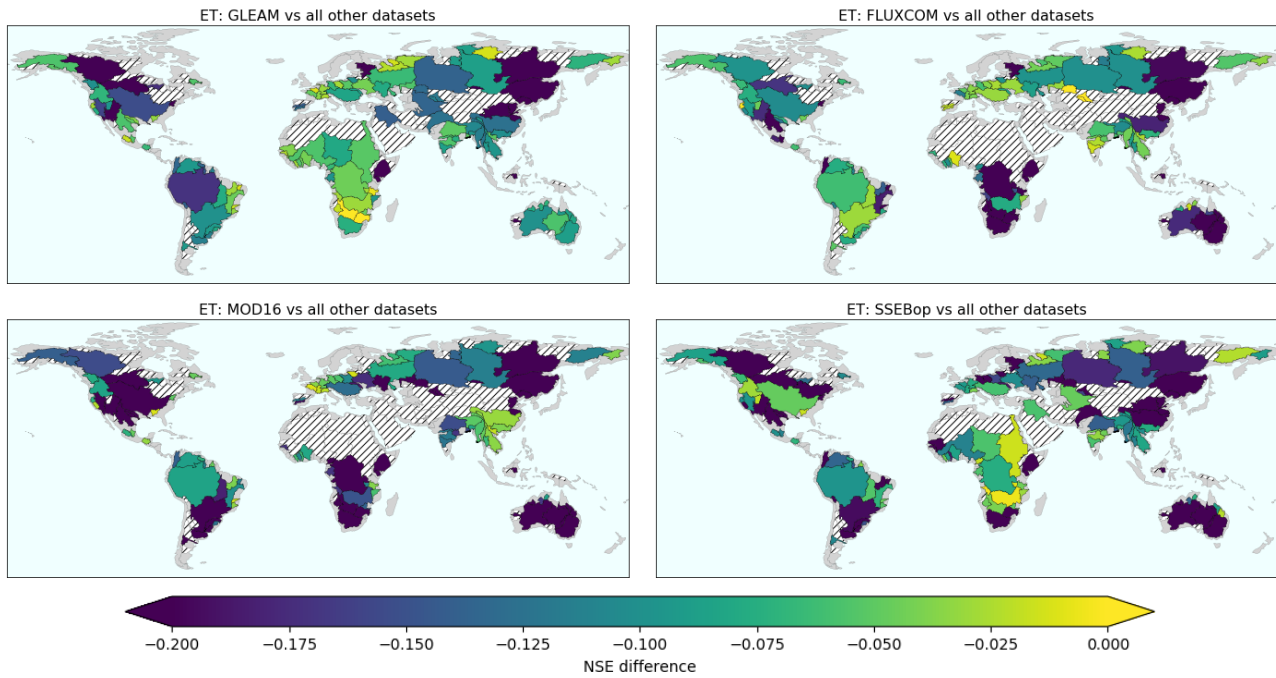 ET: GLEAM vs all other datasets
ET: FLUXCOM vs all other datasets
ET: MOD16 vs all other datasets
ET: SSEBop vs all other datasets
−0.200 −0.175 −0.150 −0.125 −0.100 −0.075 −0.050 −0.025 0.000
NSE difference